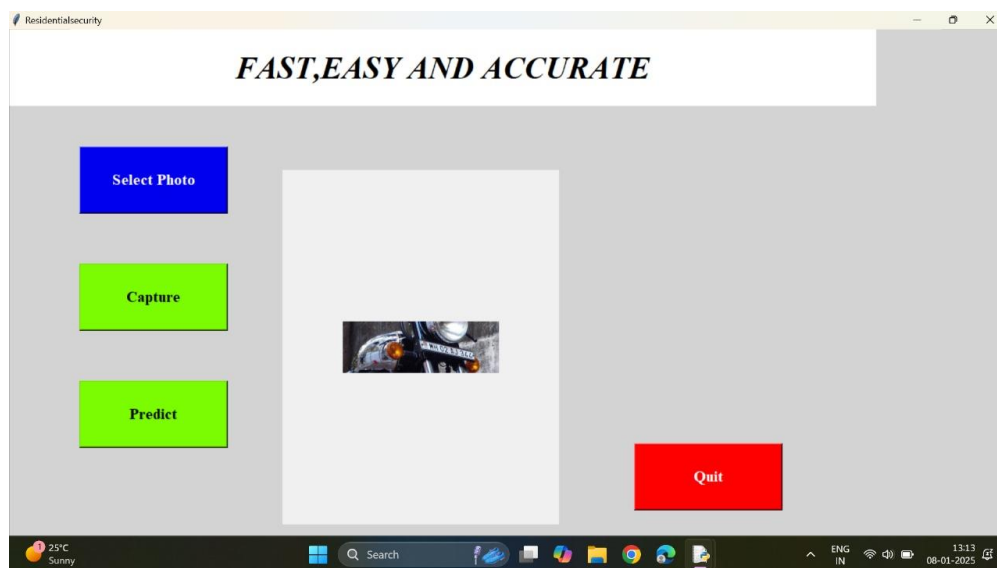 Residentialsecurity
FAST,EASY AND ACCURATE
Select Photo
Capture
Predict
Quit
1
25°C
Sunny
Search
ENG
IN
13:13
08-01-2025